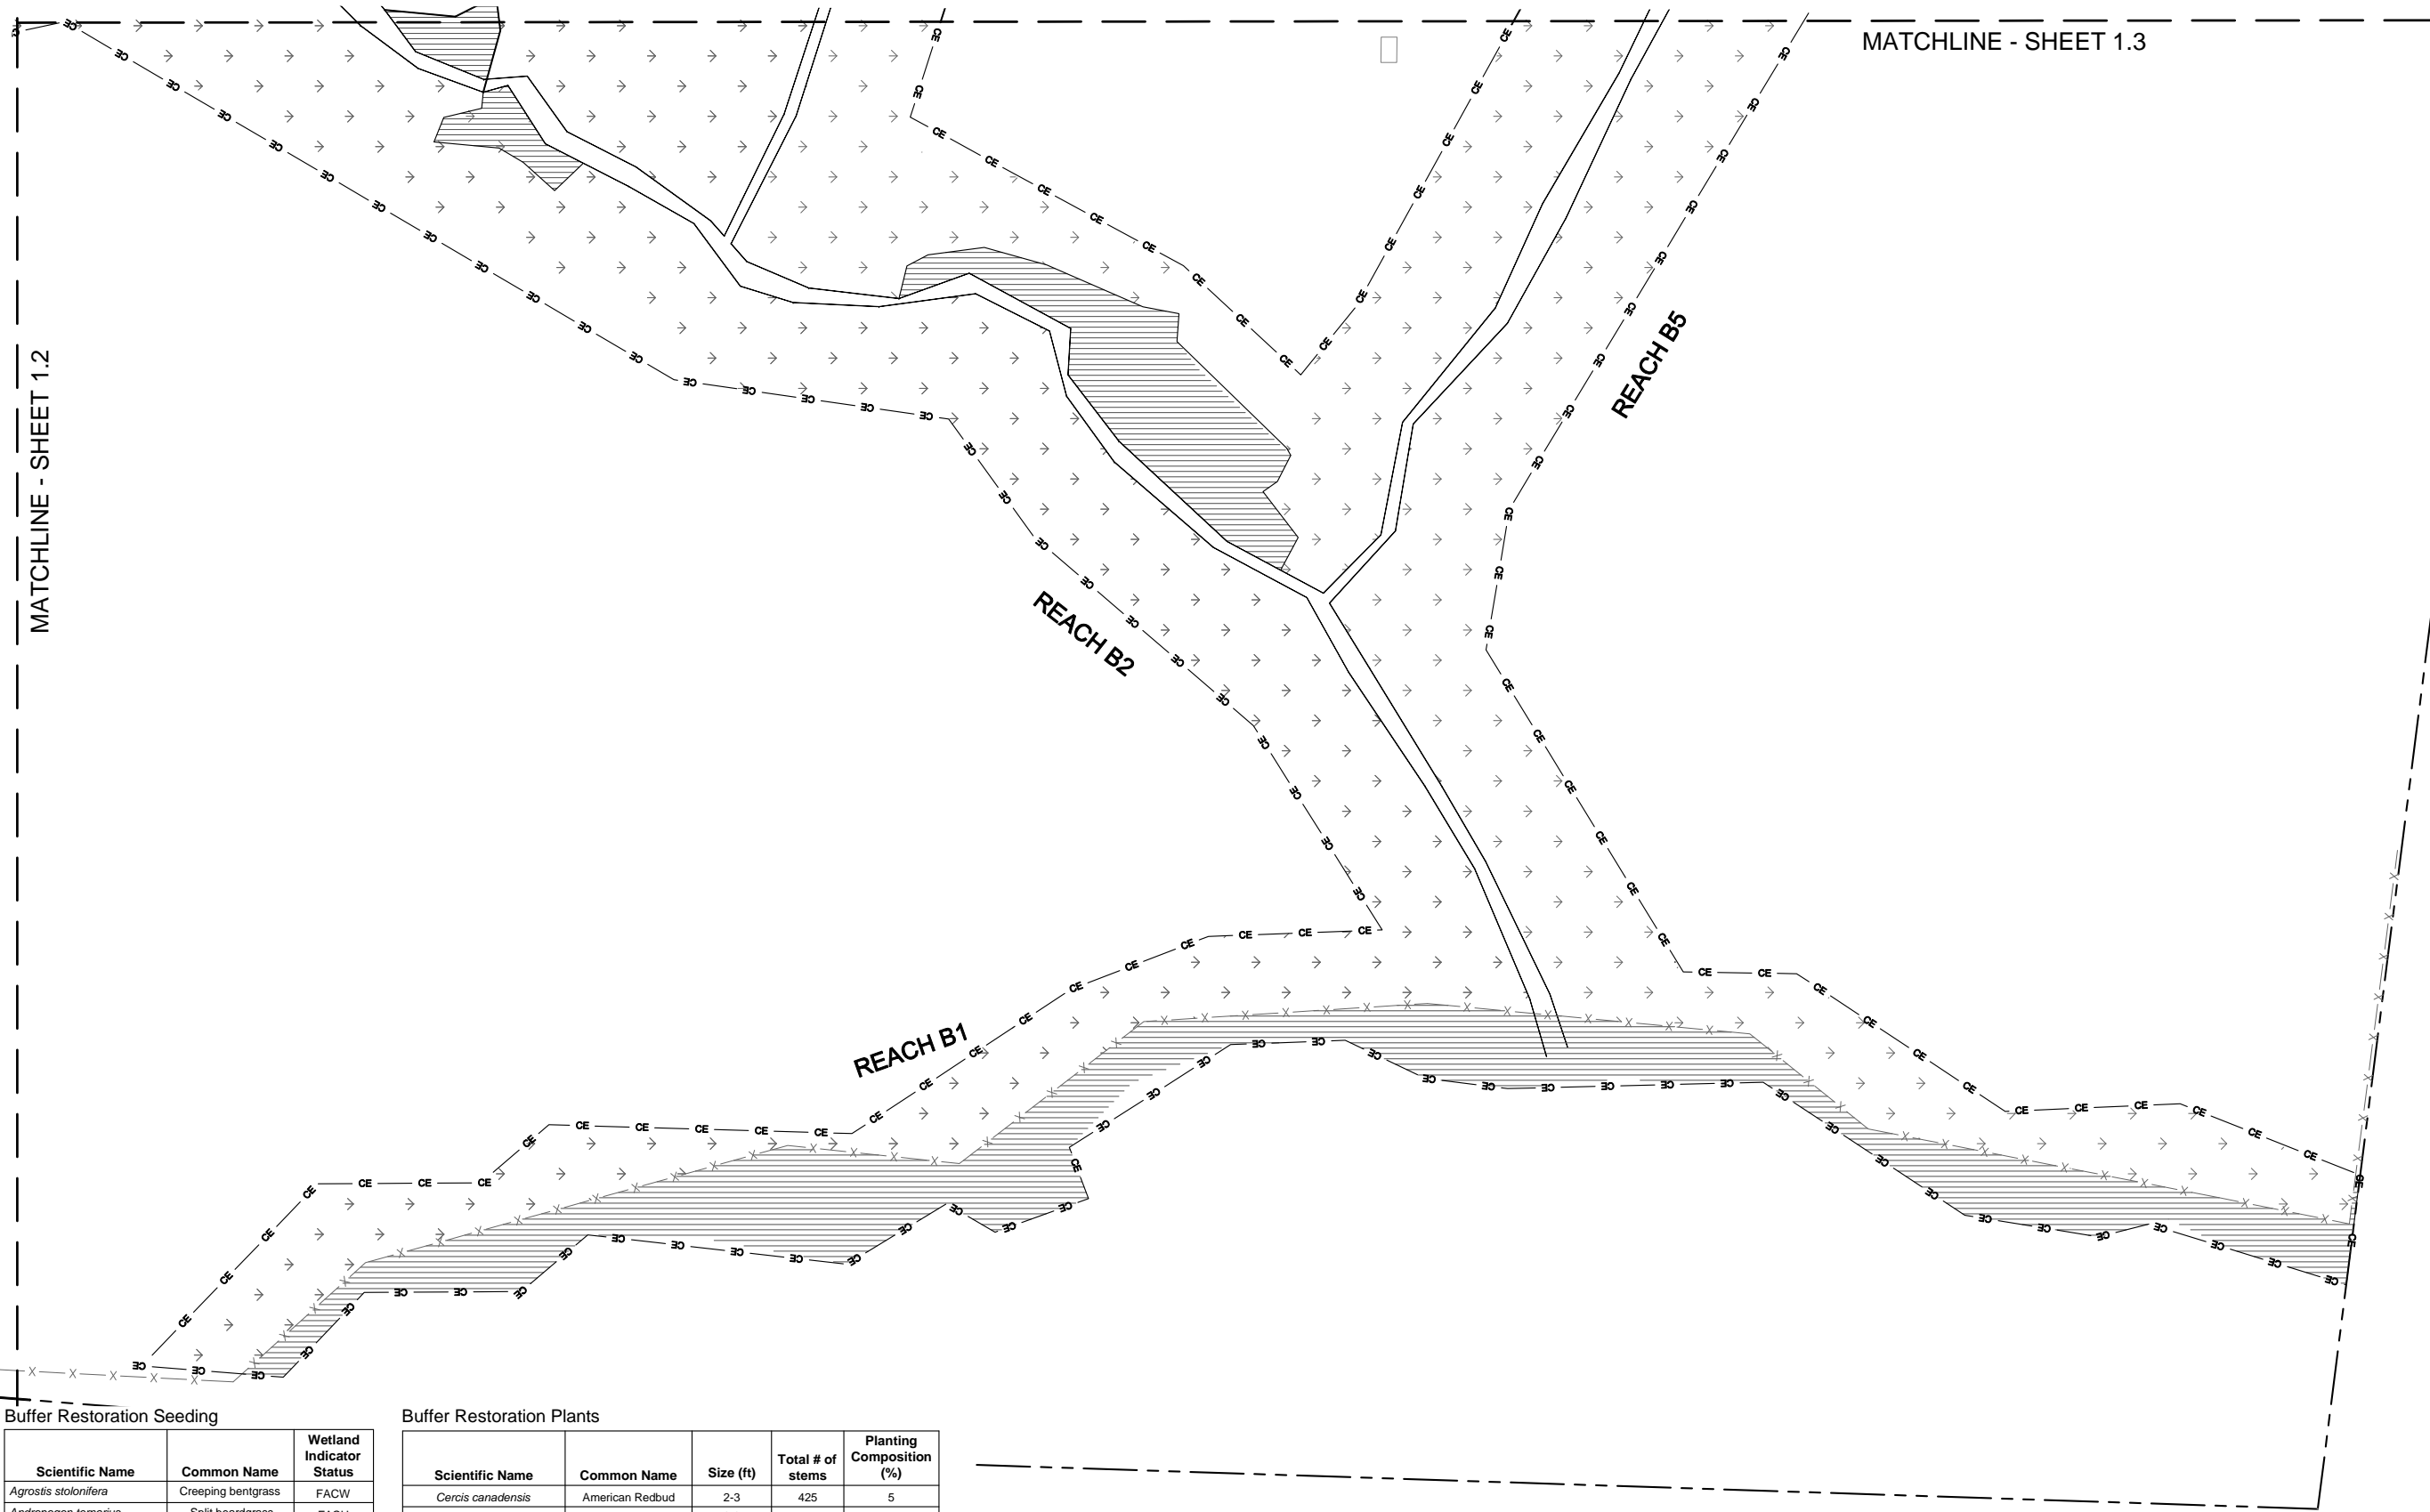 MATCHLINE - SHEET 1.3
MATCHLINE - SHEET 1.2
REACH B5
REACH B2
REACH B1
Buffer Restoration Seeding
Scientific Name Common Name Wetland Indicator Status
Agrostis stolonifera Creeping bentgrass FACW
Buffer Restoration Plants
Scientific Name Common Name Size (ft) Total # of stems Planting Composition (%)
Cercis canadensis American Redbud 2-3 425 5